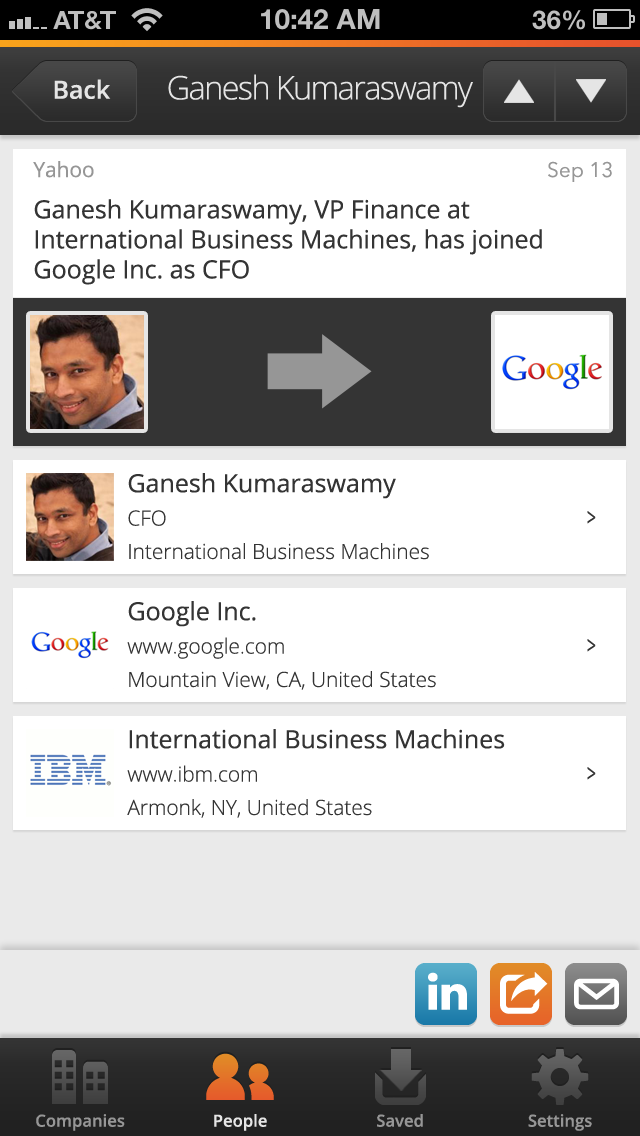 AT&T 10:42 AM 36%
Back Ganesh Kumaraswamy
Yahoo Sep 13
Ganesh Kumaraswamy, VP Finance at
International Business Machines, has joined
Google Inc. as CFO
Google
Ganesh Kumaraswamy
CFO
International Business Machines
Google
Google Inc.
www.google.com
Mountain View, CA, United States
IBM®
International Business Machines
www.ibm.com
Armonk, NY, United States
in
Companies People Saved Settings